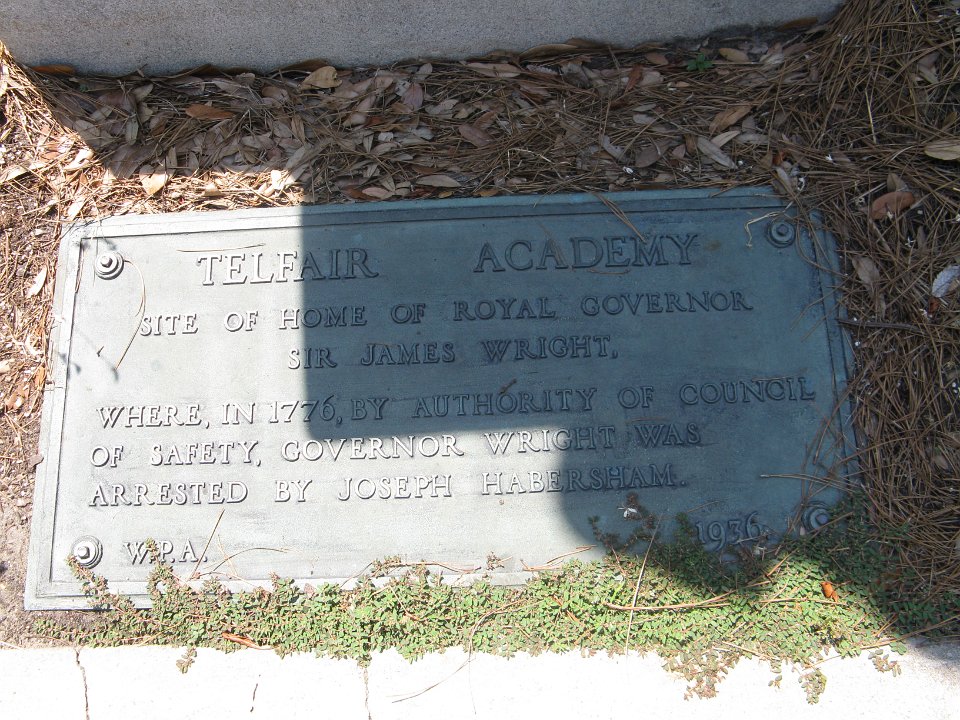 TELFAIR ACADEMY
SITE OF HOME OF ROYAL GOVERNOR
SIR JAMES WRIGHT,
WHERE, IN 1776, BY AUTHORITY OF COUNCIL
OF SAFETY, GOVERNOR WRIGHT WAS
ARRESTED BY JOSEPH HABERSHAM.
W.P.A. 1936.